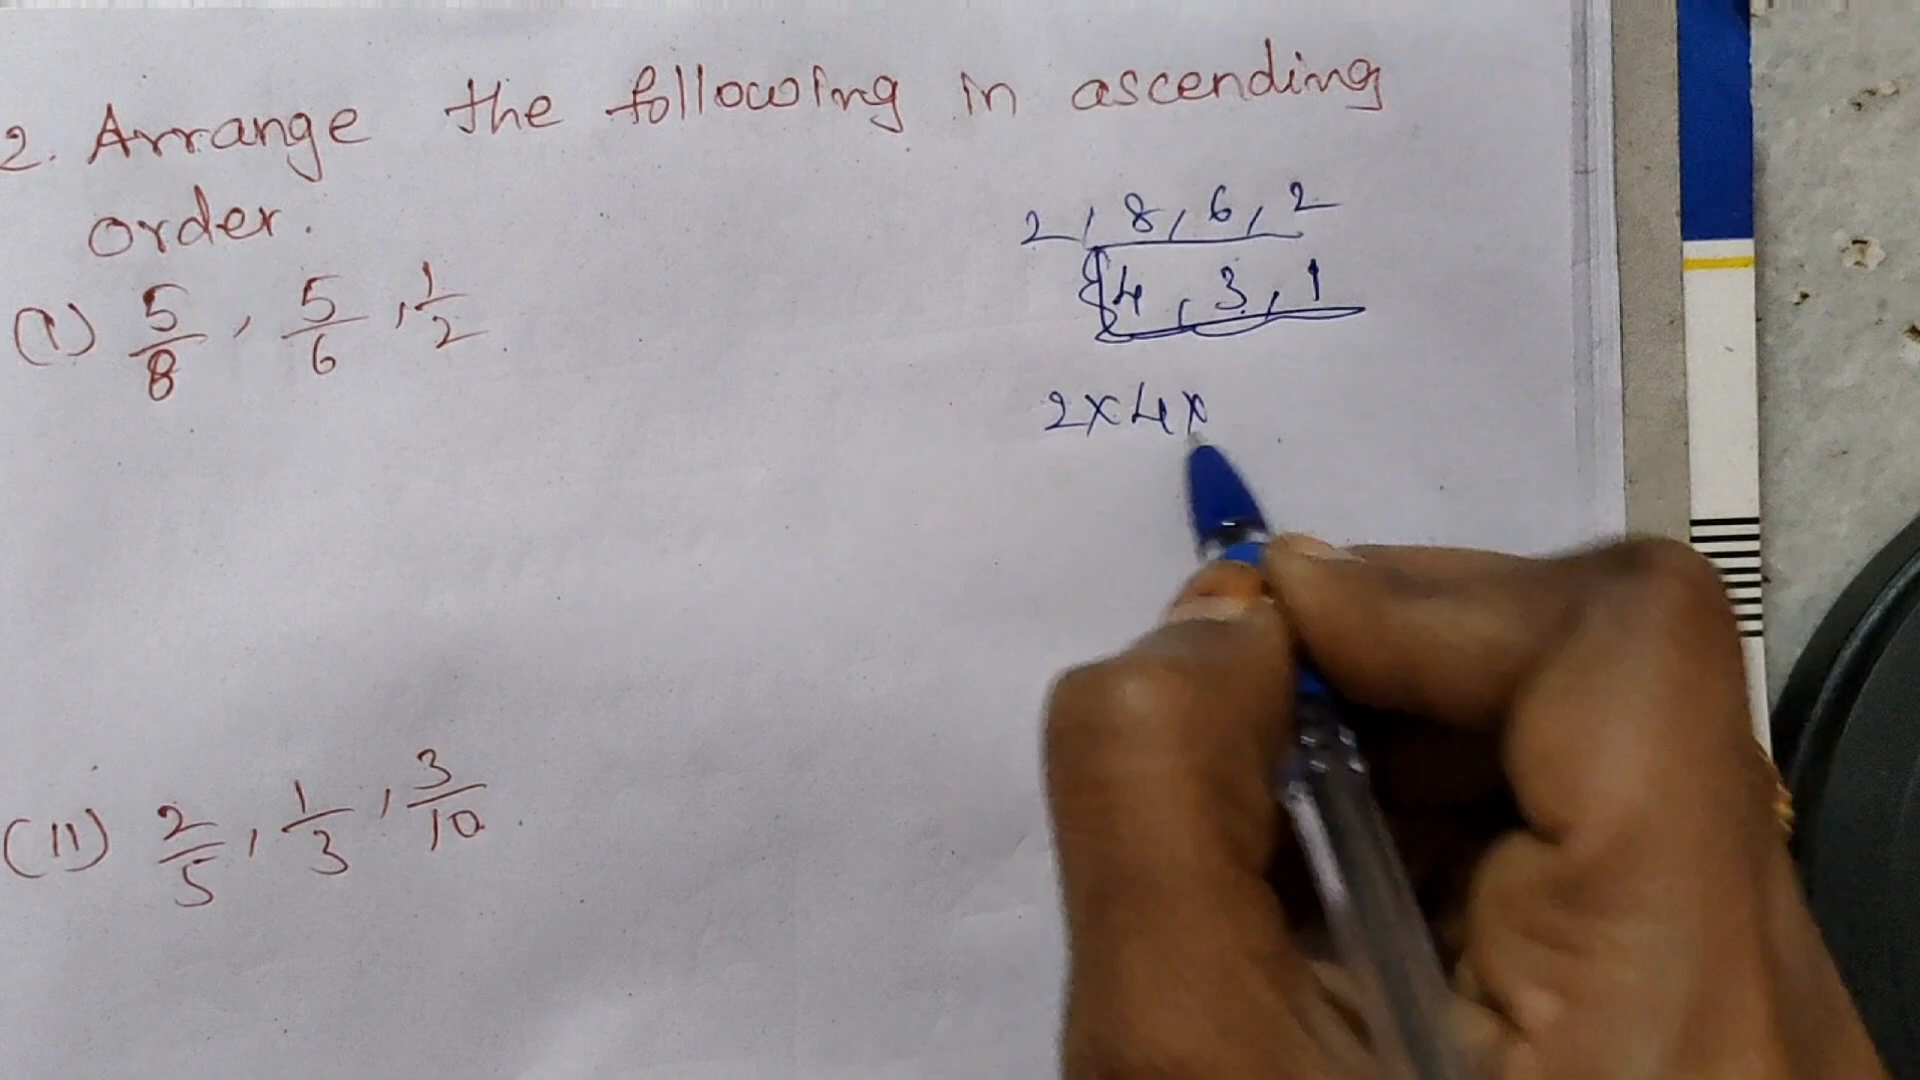 2. Arrange the following in ascending
order.
(i) 5/8, 5/6, 1/2.
2, 8, 6, 2
4, 3, 1
2×4×
(ii) 2/5, 1/3, 3/10.